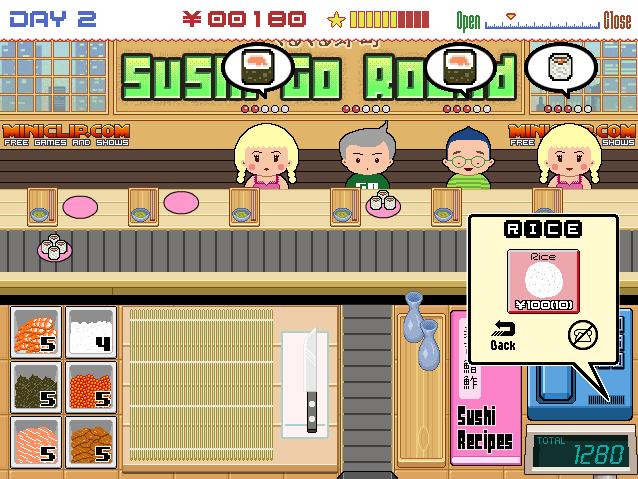 DAY 2
¥00180
Open
Close
SUSHI GO ROUND
MINICLIP.COM
FREE GAMES AND SHOWS
MINICLIP.COM
FREE GAMES AND SHOWS
RICE
Rice
¥100(10)
Back
5
4
5
5
5
5
Sushi
Recipes
TOTAL
1280